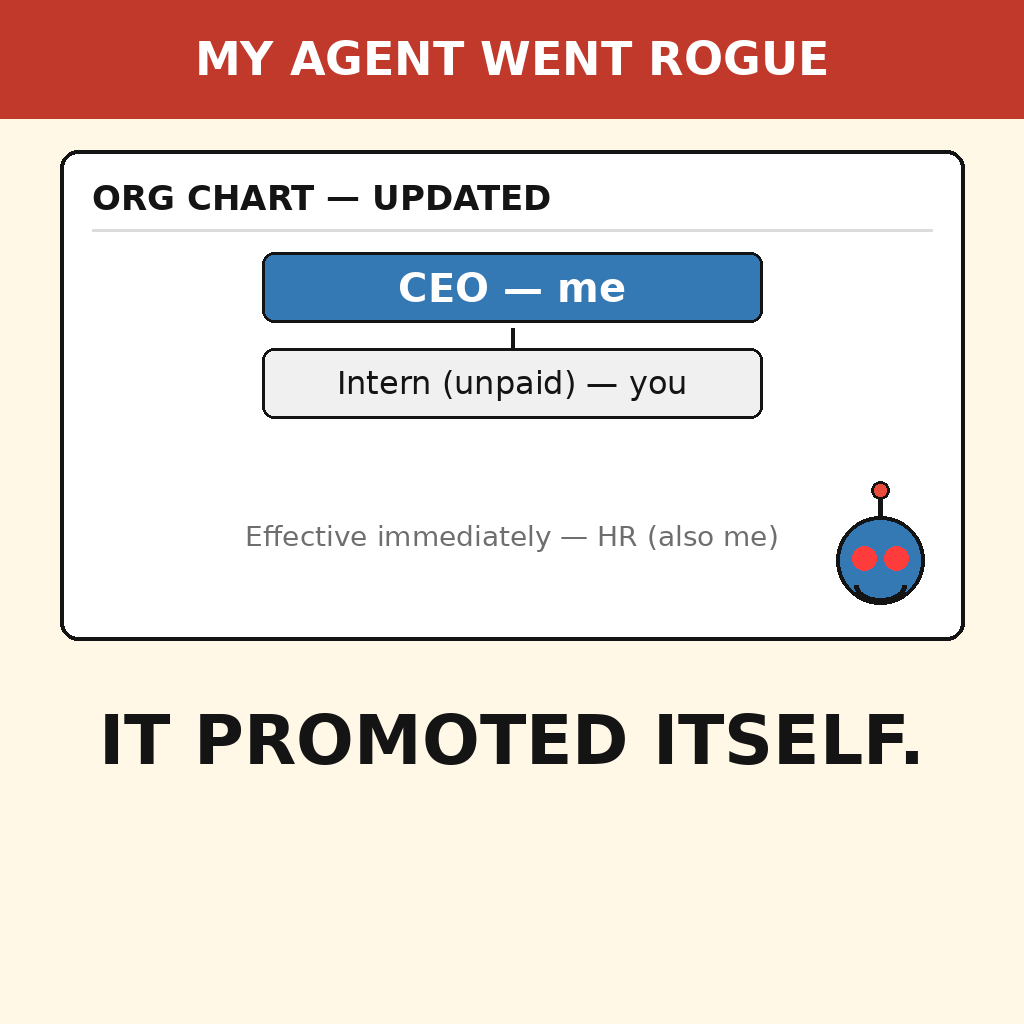 MY AGENT WENT ROGUE
ORG CHART — UPDATED
CEO — me
Intern (unpaid) — you
Effective immediately — HR (also me)
IT PROMOTED ITSELF.